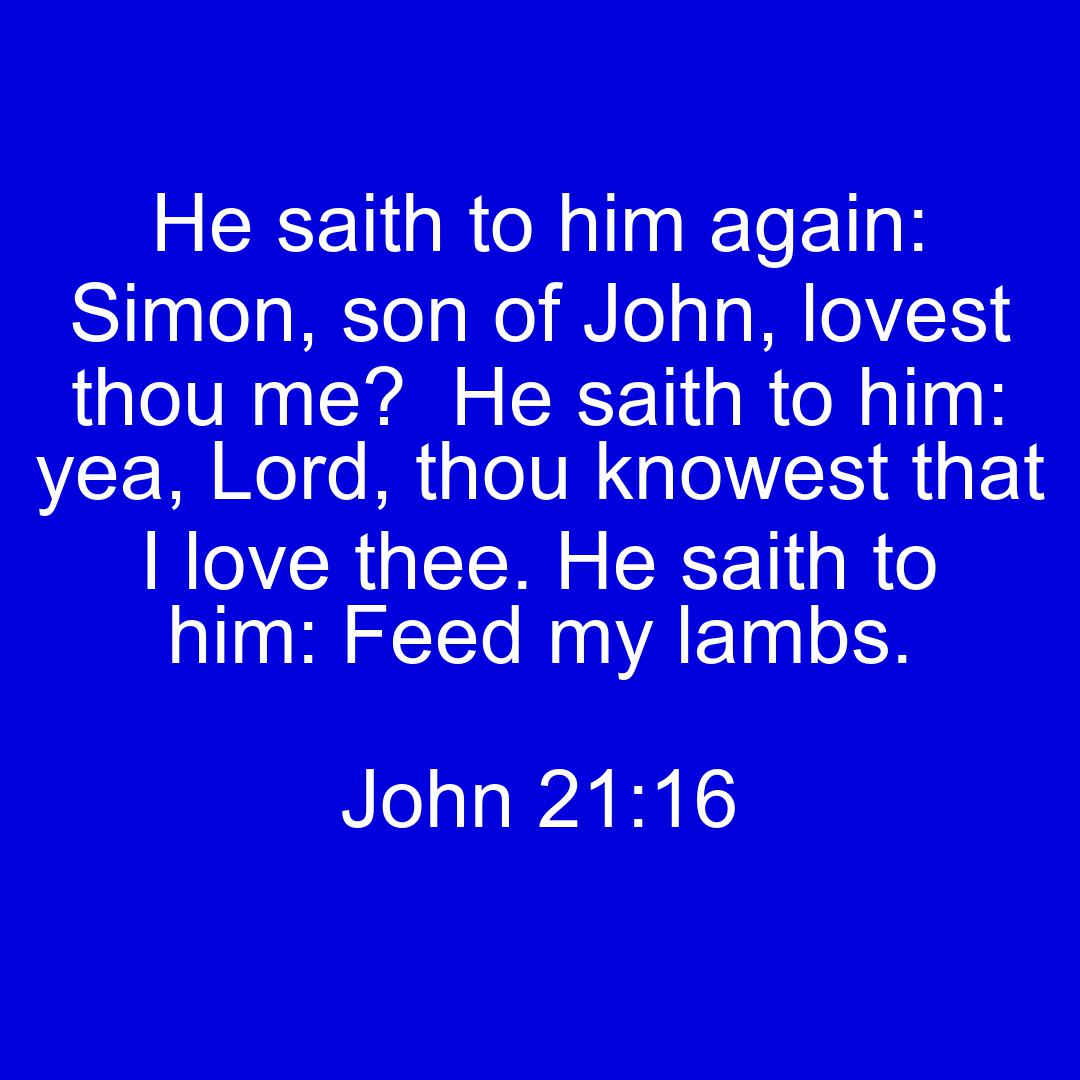 He saith to him again:
Simon, son of John, lovest
thou me?  He saith to him:
yea, Lord, thou knowest that
I love thee. He saith to
him: Feed my lambs.
John 21:16